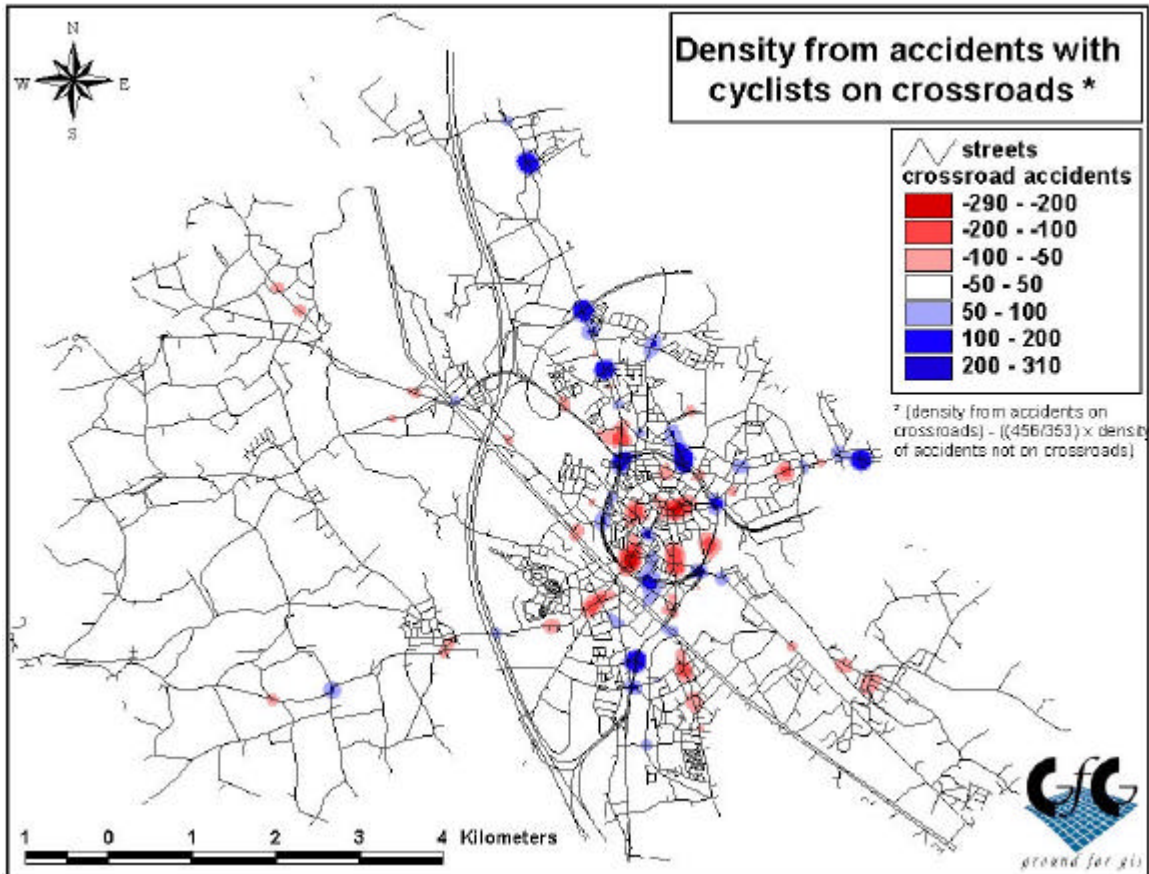 N
W E
S
Density from accidents with
cyclists on crossroads *
streets
crossroad accidents
-290 - -200
-200 - -100
-100 - -50
-50 - 50
50 - 100
100 - 200
200 - 310
* (density from accidents on
crossroads) - ((456/353) x density
of accidents not on crossroads)
1 0 1 2 3 4 Kilometers
GfG
ground for gis